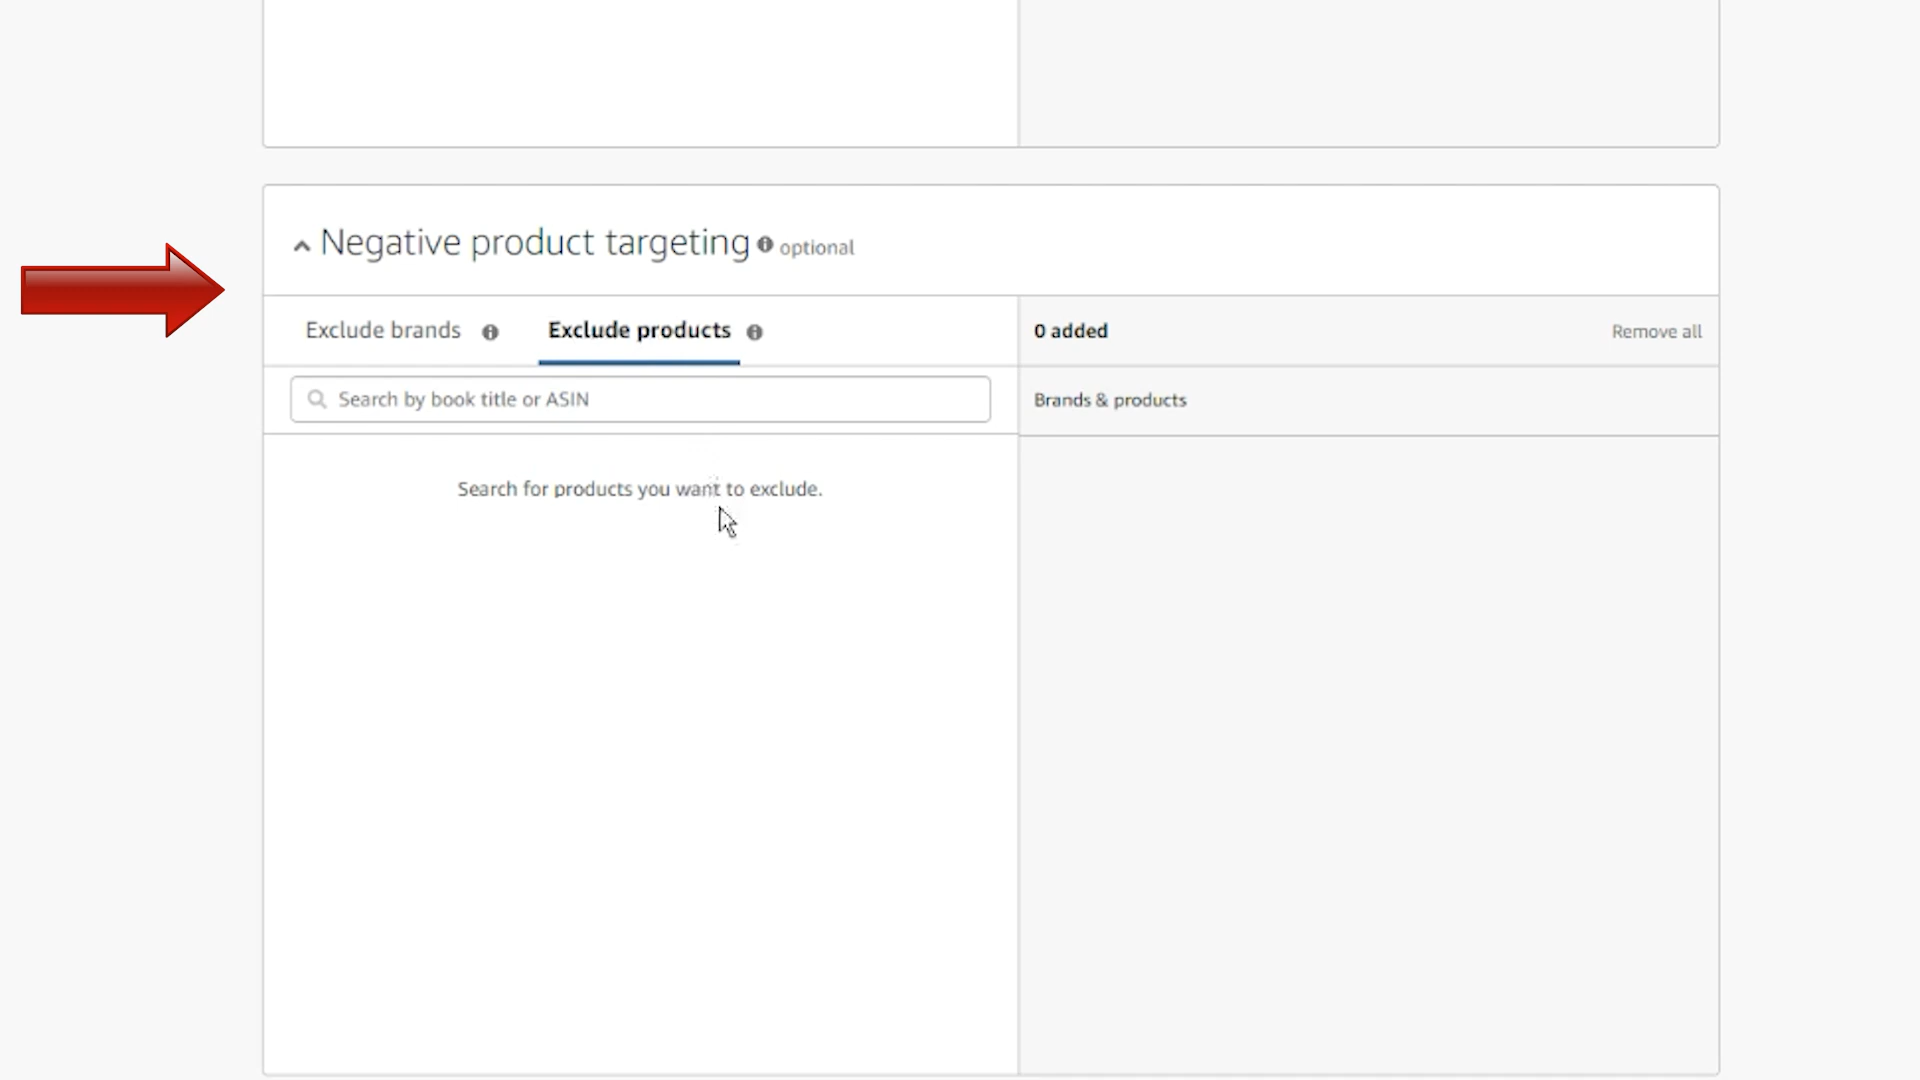 Negative product targeting optional
Exclude brands Exclude products
0 added Remove all
Search by book title or ASIN
Brands & products
Search for products you want to exclude.